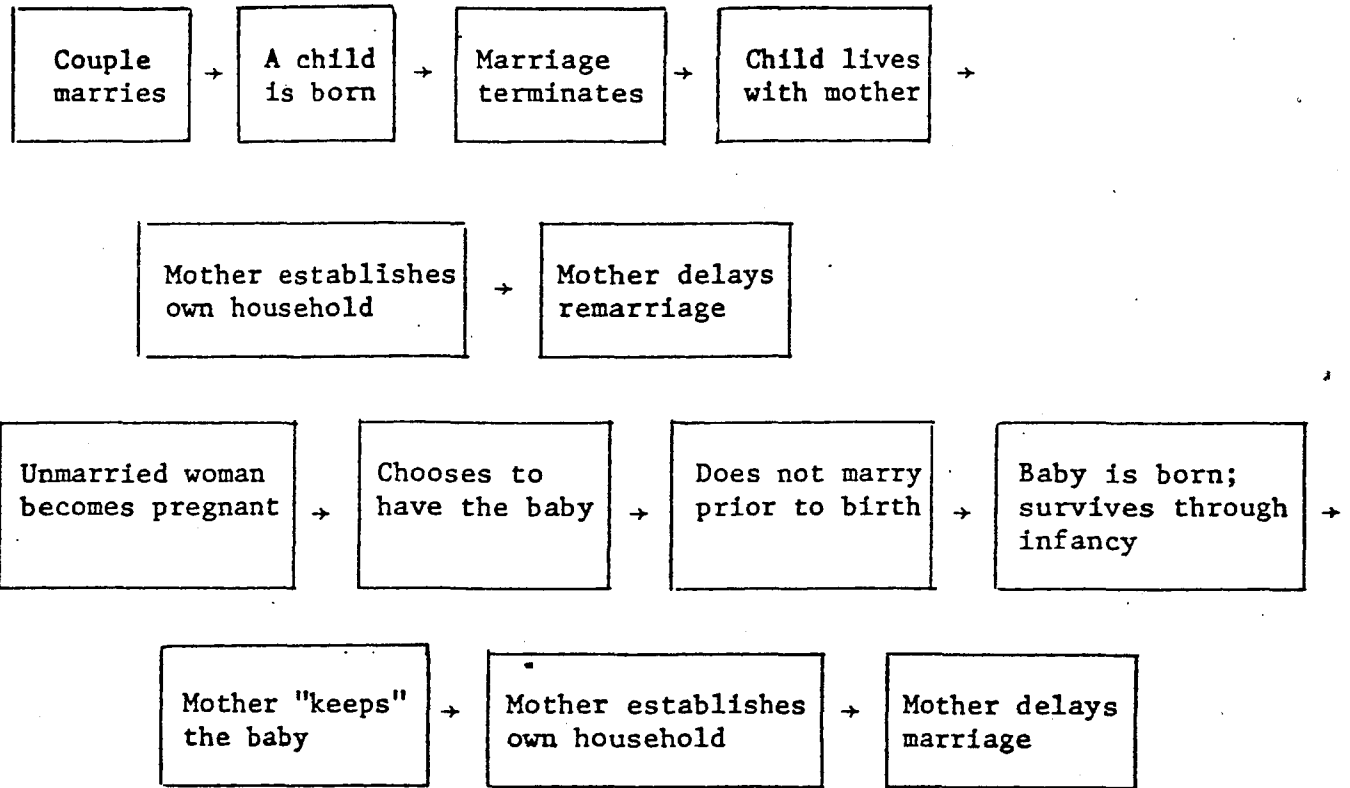 Couple
marries
→
A child
is born
→
Marriage
terminates
→
Child lives
with mother
→
Mother establishes
own household
→
Mother delays
remarriage
Unmarried woman
becomes pregnant
→
Chooses to
have the baby
→
Does not marry
prior to birth
→
Baby is born;
survives through
infancy
→
Mother "keeps"
the baby
→
Mother establishes
own household
→
Mother delays
marriage